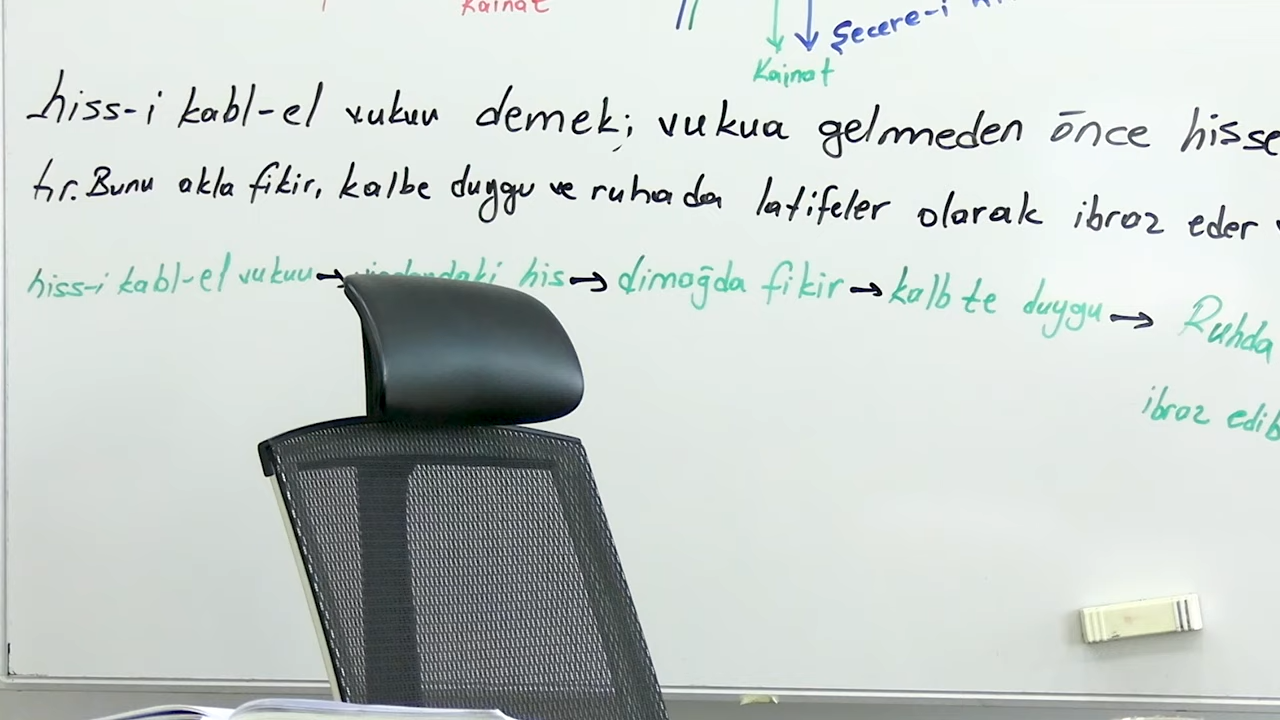 Kainat
Şecere-i
Kainat
hiss-i kabl-el vukuu demek; vukua gelmeden önce hisse
tır. Bunu akla fikir, kalbe duygu ve ruhada latifeler olarak ibraz eder
hiss-i kabl-el vukuu → his → dimağda fikir → kalb te duygu → Ruhda
ibraz edib